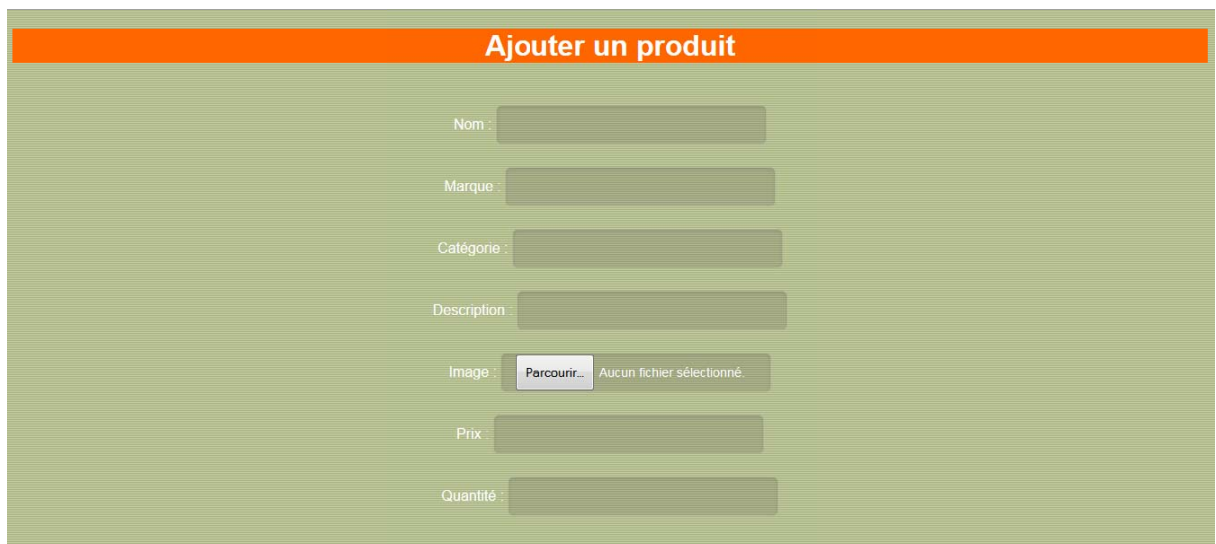 Ajouter un produit
Nom :
Marque :
Catégorie :
Description :
Image : Parcourir... Aucun fichier sélectionné.
Prix :
Quantité :